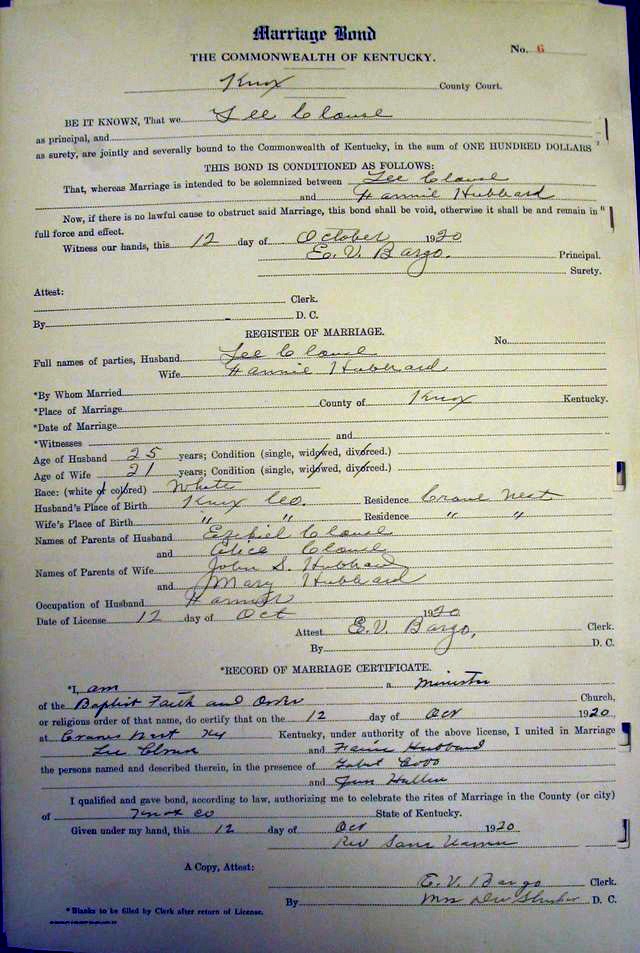 Marriage Bond
THE COMMONWEALTH OF KENTUCKY.
No. 6
Knox County Court.
BE IT KNOWN, That we Lee Clouse
as principal, and
as surety, are jointly and severally bound to the Commonwealth of Kentucky, in the sum of ONE HUNDRED DOLLARS
THIS BOND IS CONDITIONED AS FOLLOWS:
That, whereas Marriage is intended to be solemnized between Lee Clouse
and Fannie Hubbard
Now, if there is no lawful cause to obstruct said Marriage, this bond shall be void, otherwise it shall be and remain in
full force and effect.
Witness our hands, this 12 day of October 1920
E. V. Bargo. Principal.
Surety.
Attest:
Clerk.
By D. C.
REGISTER OF MARRIAGE.
No.
Full names of parties, Husband Lee Clouse
Wife Fannie Hubbard
*By Whom Married
*Place of Marriage County of Knox Kentucky.
*Date of Marriage
*Witnesses and
Age of Husband 25 years; Condition (single, widowed, divorced.)
Age of Wife 21 years; Condition (single, widowed, divorced.)
Race: (white or colored) White
Husband's Place of Birth Knox Co. Residence Crane Nest
Wife's Place of Birth " " Residence " "
Names of Parents of Husband Ezekiel Clouse
and Alice Clouse
Names of Parents of Wife John S. Hubbard
and Mary Hubbard
Occupation of Husband Farmer
Date of License 12 day of Oct 1920
Attest E. V. Bargo, Clerk.
By D. C.
*RECORD OF MARRIAGE CERTIFICATE.
*I, am a Minister
of the Baptist Faith and Order Church,
or religious order of that name, do certify that on the 12 day of Oct 1920
at Cranes Nest Ky Kentucky, under authority of the above license, I united in Marriage
Lee Clouse and Fannie Hubbard
the persons named and described therein, in the presence of
and
I qualified and gave bond, according to law, authorizing me to celebrate the rites of Marriage in the County (or city)
of Knox Co State of Kentucky.
Given under my hand, this 12 day of Oct 1920
Rev
A Copy, Attest:
E. V. Bargo Clerk.
By Mrs D. C.
*Blanks to be filled by Clerk after return of License.